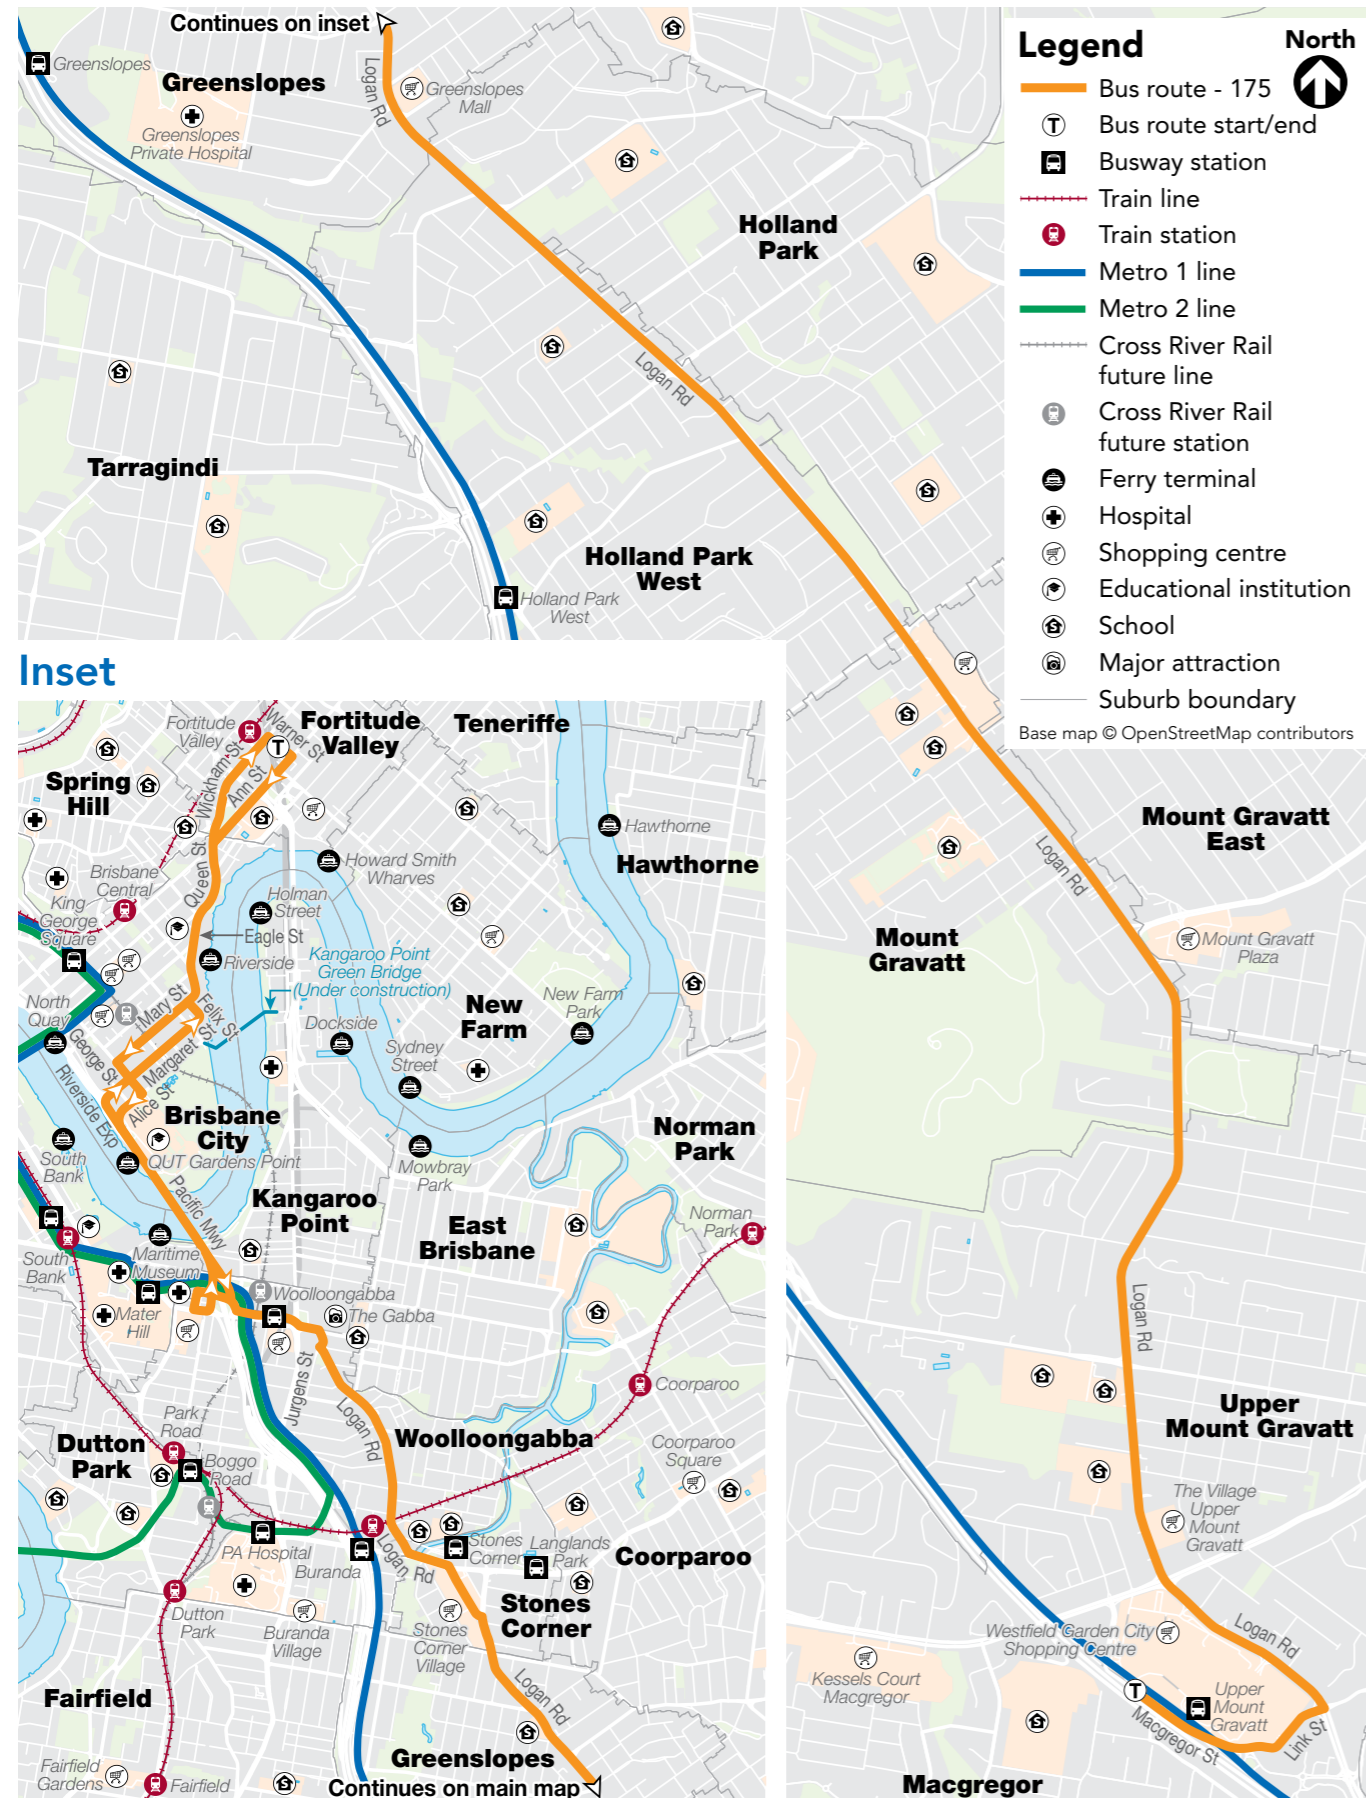 Continues on inset
Greenslopes
Greenslopes
Greenslopes
Private Hospital
Logan Rd
Greenslopes
Mall
Holland
Park
Logan Rd
Tarragindi
Holland Park
West
Holland Park
West
Legend
North
Bus route - 175
T
Bus route start/end
Busway station
Train line
Train station
Metro 1 line
Metro 2 line
Cross River Rail
future line
Cross River Rail
future station
Ferry terminal
Hospital
Shopping centre
Educational institution
School
Major attraction
Suburb boundary
Base map © OpenStreetMap contributors
Mount Gravatt
East
Logan Rd
Mount
Gravatt
Mount Gravatt
Plaza
Logan Rd
Upper
Mount Gravatt
The Village
Upper
Mount
Gravatt
Westfield Garden City
Shopping Centre
Logan Rd
Kessels Court
Macgregor
T
Upper
Mount
Gravatt
Macgregor St
Link St
Macgregor
Inset
Fortitude
Valley
Warner St
Fortitude
Valley
Teneriffe
T
Spring
Hill
Wickham St
Ann St
Hawthorne
Hawthorne
Queen St
Howard Smith
Wharves
Brisbane
Central
King
George
Square
Holman
Street
Eagle St
Riverside
Kangaroo Point
Green Bridge
(Under construction)
New
Farm
New Farm
Park
North
Quay
Mary St
Felix St
Margaret St
George St
Alice St
Dockside
Sydney
Street
Riverside Exp
Brisbane
City
Norman
Park
South
Bank
QUT Gardens Point
Mowbray
Park
Pacific Mwy
Kangaroo
Point
East
Brisbane
Norman
Park
South
Bank
Maritime
Museum
Woolloongabba
Mater
Hill
The Gabba
Jurgens St
Logan Rd
Coorparoo
Park
Road
Dutton
Park
Boggo
Road
Woolloongabba
Coorparoo
Square
PA Hospital
Buranda
Logan Rd
Stones
Corner
Langlands
Park
Coorparoo
Dutton
Park
Buranda
Village
Stones
Corner
Village
Stones
Corner
Fairfield
Logan Rd
Fairfield
Gardens
Fairfield
Greenslopes
Continues on main map